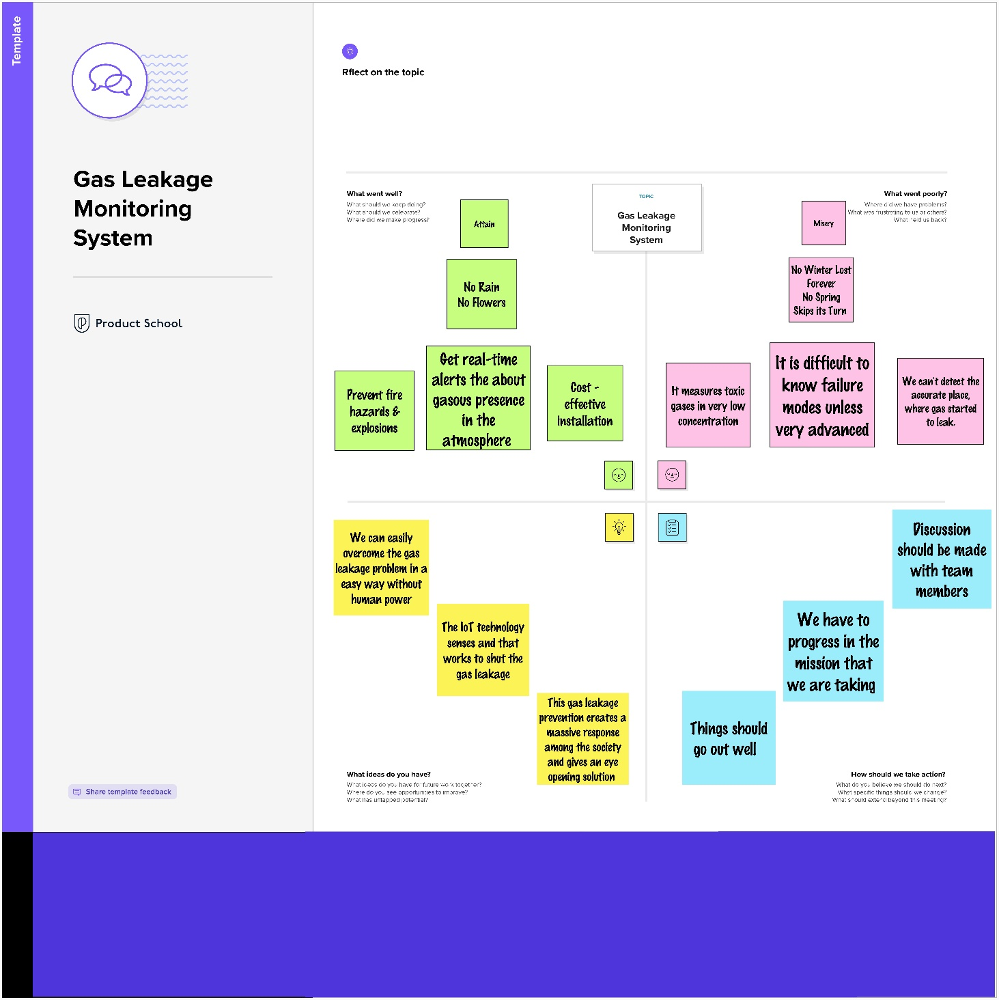 Template
Gas Leakage
Monitoring
System
Product School
Share template feedback
Rflect on the topic
What went well?
What should we keep doing?
What should we celebrate?
Where did we make progress?
Attain
No Rain
No Flowers
Prevent fire
hazards &
explosions
Get real-time
alerts the about
gasous presence
in the
atmosphere
Cost -
effective
Installation
TOPIC
Gas Leakage
Monitoring
System
What went poorly?
Where did we have problems?
What was frustrating to us or others?
What held us back?
Misery
No Winter Lost
Forever
No Spring
Skips its Turn
It measures toxic
gases in very low
concentration
It is difficult to
know failure
modes unless
very advanced
We can't detect the
accurate place,
where gas started
to leak.
We can easily
overcome the gas
leakage problem in a
easy way without
human power
The IoT technology
senses and that
works to shut the
gas leakage
This gas leakage
prevention creates a
massive response
among the society
and gives an eye
opening solution
What ideas do you have?
What ideas do you have for future work together?
Where do you see opportunities to improve?
What has untapped potential?
Discussion
should be made
with team
members
We have to
progress in the
mission that
we are taking
Things should
go out well
How should we take action?
What do you believe we should do next?
What specific things should we change?
What should extend beyond this meeting?